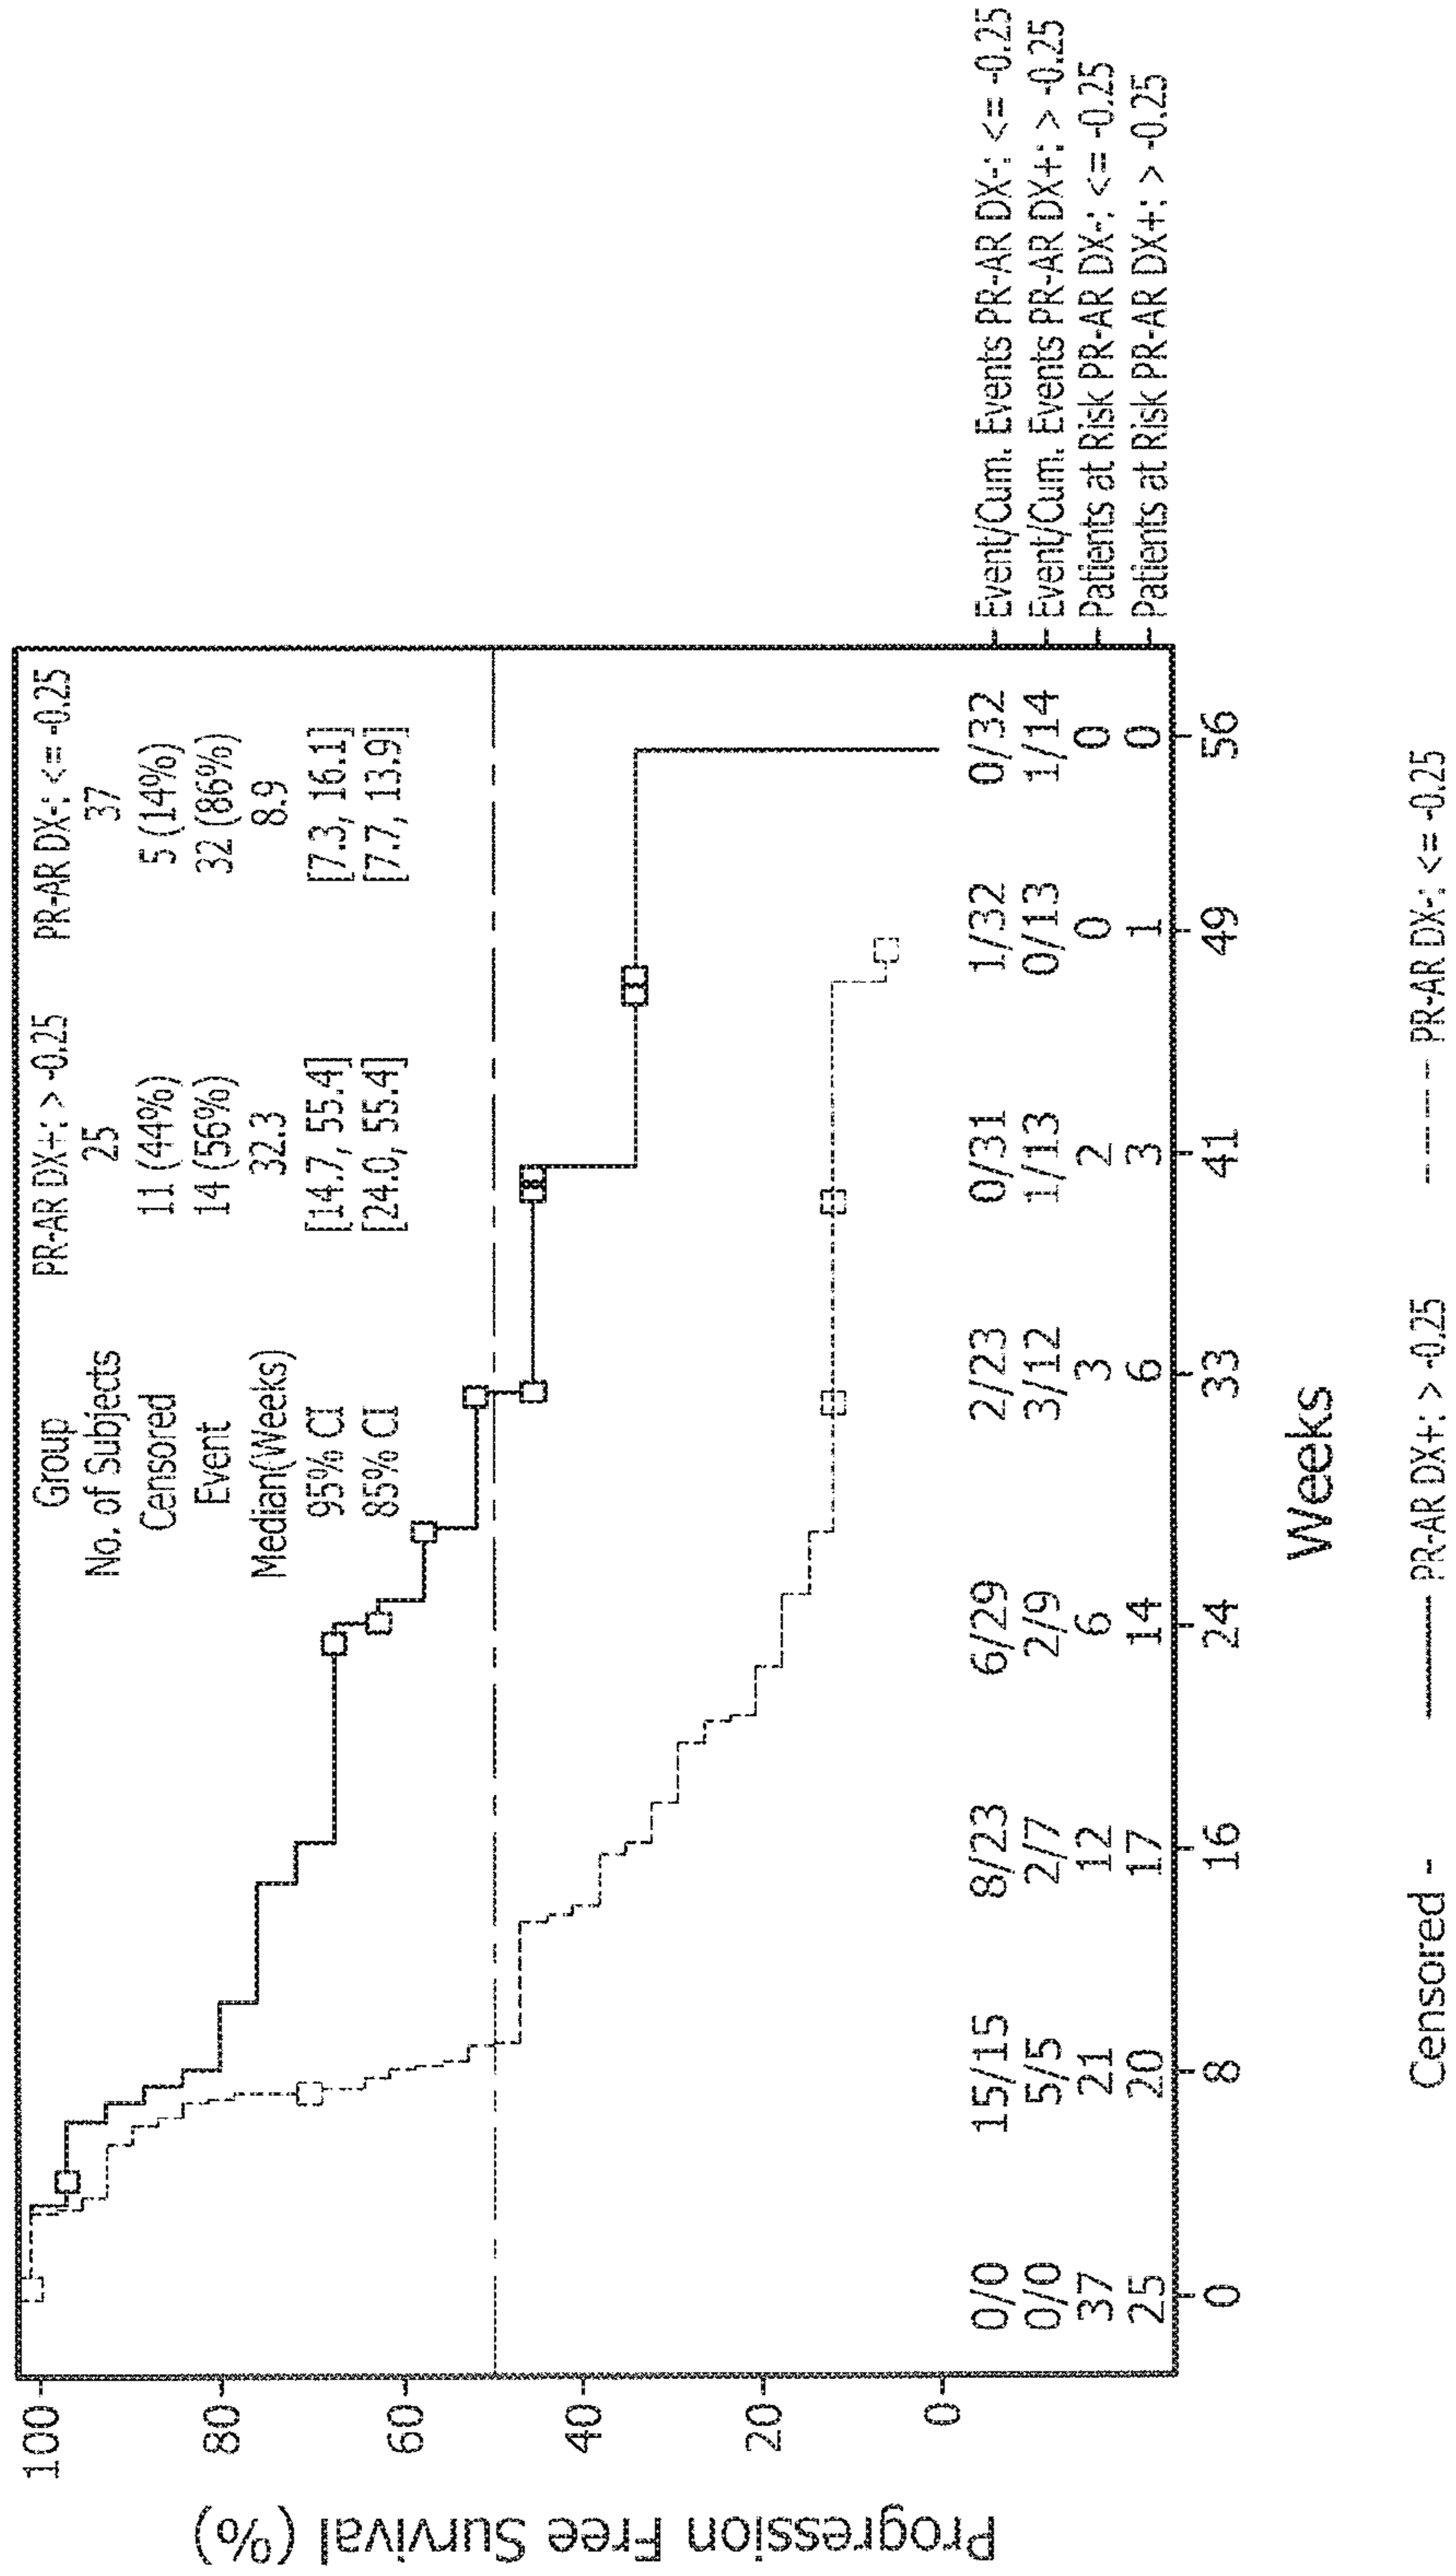 Progression Free Survival (%)
100
80
60
40
20
0
Group PR-AR DX+: > -0.25 PR-AR DX-: <= -0.25
No. of Subjects 25 37
Censored 11 (44%) 5 (14%)
Event 14 (56%) 32 (86%)
Median(Weeks) 32.3 8.9
95% CI [14.7, 55.4] [7.3, 16.1]
85% CI [24.0, 55.4] [7.7, 13.9]
0/0 15/15 8/23 6/29 2/23 0/31 1/32 0/32 Event/Cum. Events PR-AR DX-: <= -0.25
0/0 5/5 2/7 2/9 3/12 1/13 0/13 1/14 Event/Cum. Events PR-AR DX+: > -0.25
37 21 12 6 3 2 0 0 Patients at Risk PR-AR DX-: <= -0.25
25 20 17 14 6 3 1 0 Patients at Risk PR-AR DX+: > -0.25
0 8 16 24 33 41 49 56
Weeks
Censored - PR-AR DX+: > -0.25 PR-AR DX-: <= -0.25